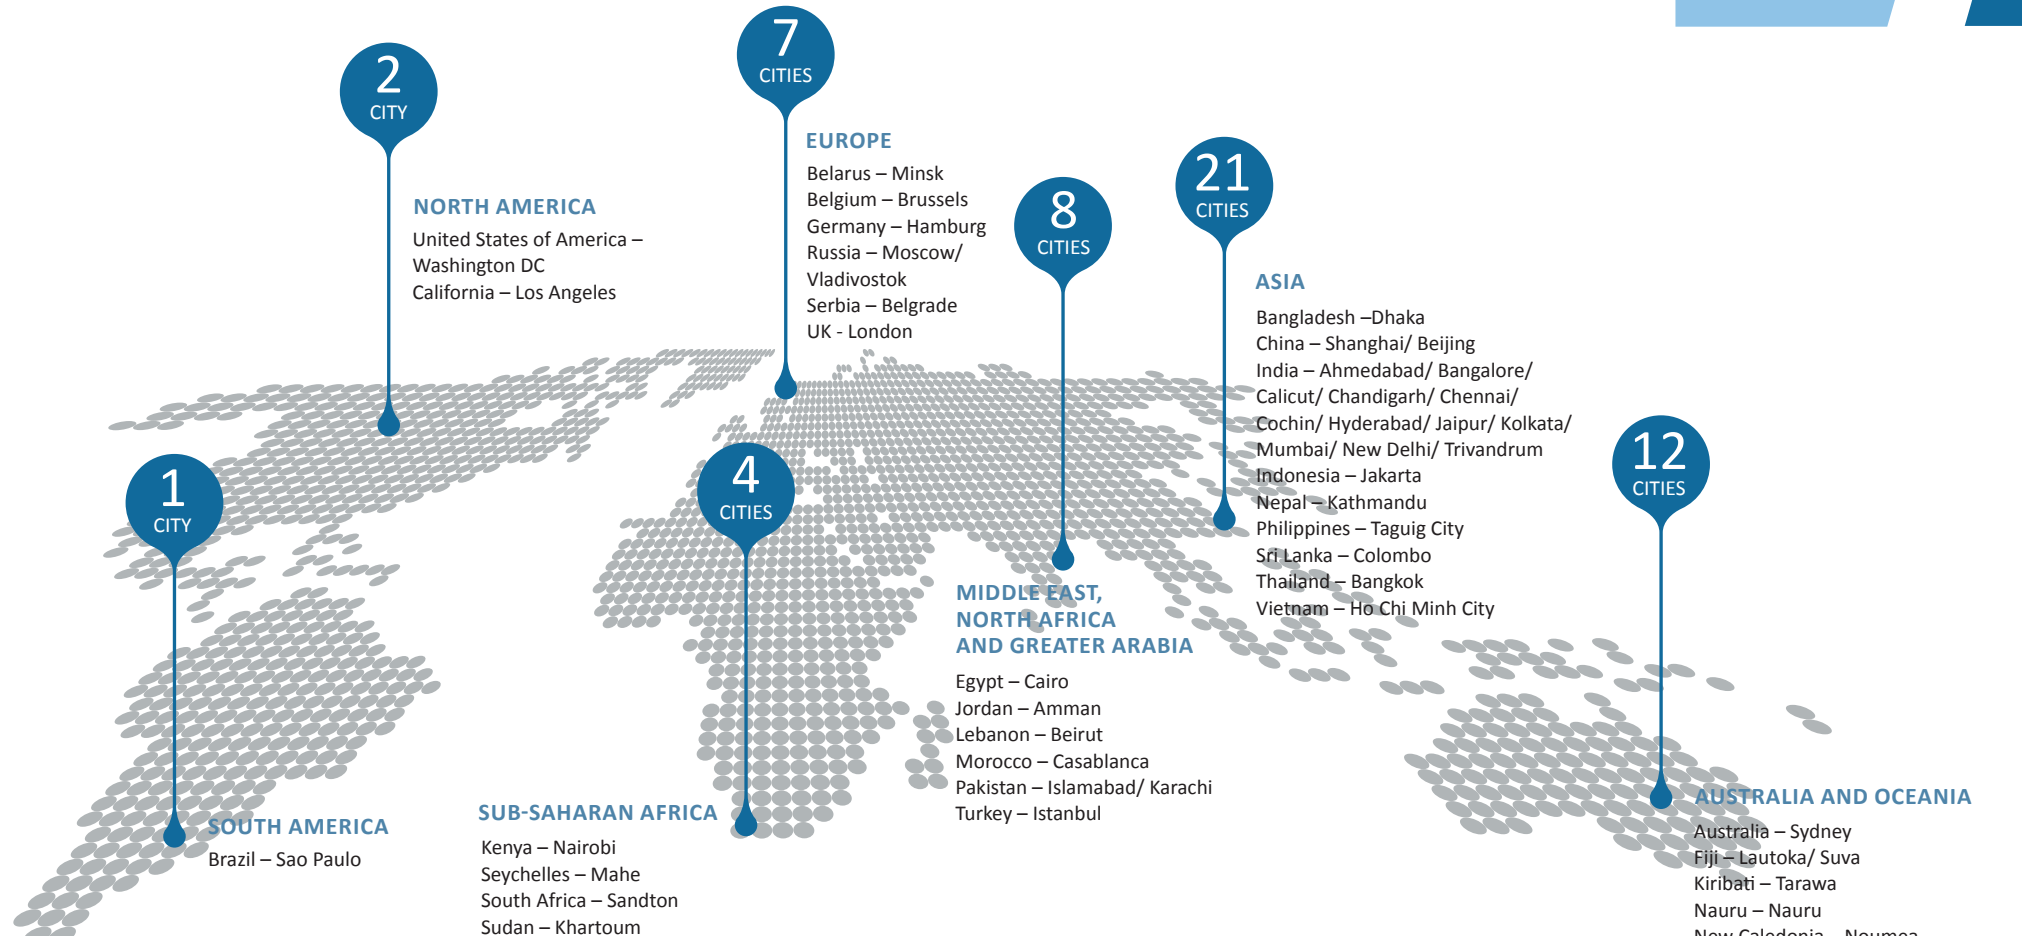 2
CITY
NORTH AMERICA
United States of America –
Washington DC
California – Los Angeles
7
CITIES
EUROPE
Belarus – Minsk
Belgium – Brussels
Germany – Hamburg
Russia – Moscow/
Vladivostok
Serbia – Belgrade
UK - London
8
CITIES
MIDDLE EAST,
NORTH AFRICA
AND GREATER ARABIA
Egypt – Cairo
Jordan – Amman
Lebanon – Beirut
Morocco – Casablanca
Pakistan – Islamabad/ Karachi
Turkey – Istanbul
21
CITIES
ASIA
Bangladesh –Dhaka
China – Shanghai/ Beijing
India – Ahmedabad/ Bangalore/
Calicut/ Chandigarh/ Chennai/
Cochin/ Hyderabad/ Jaipur/ Kolkata/
Mumbai/ New Delhi/ Trivandrum
Indonesia – Jakarta
Nepal – Kathmandu
Philippines – Taguig City
Sri Lanka – Colombo
Thailand – Bangkok
Vietnam – Ho Chi Minh City
1
CITY
SOUTH AMERICA
Brazil – Sao Paulo
4
CITIES
SUB-SAHARAN AFRICA
Kenya – Nairobi
Seychelles – Mahe
South Africa – Sandton
Sudan – Khartoum
12
CITIES
AUSTRALIA AND OCEANIA
Australia – Sydney
Fiji – Lautoka/ Suva
Kiribati – Tarawa
Nauru – Nauru
New Caledonia – Noumea